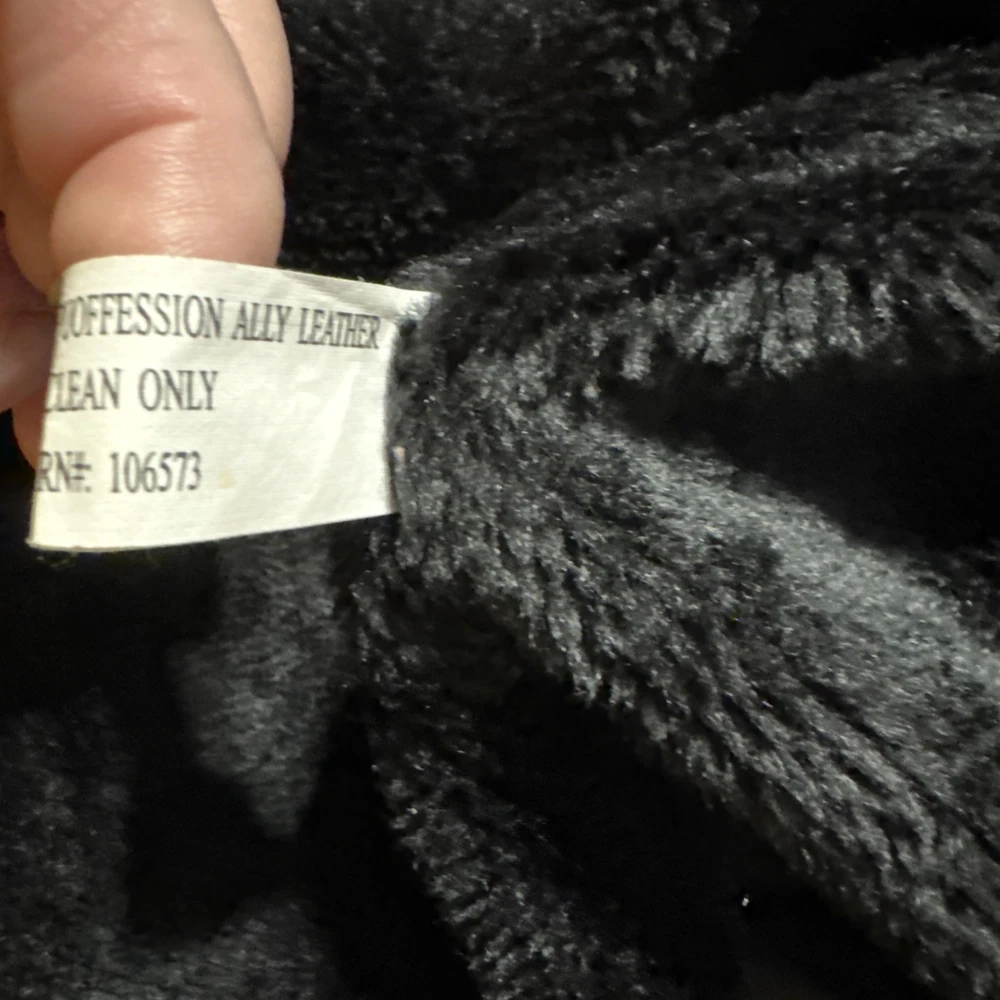 OFFESSION ALLY LEATHER
CLEAN ONLY
RN#: 106573